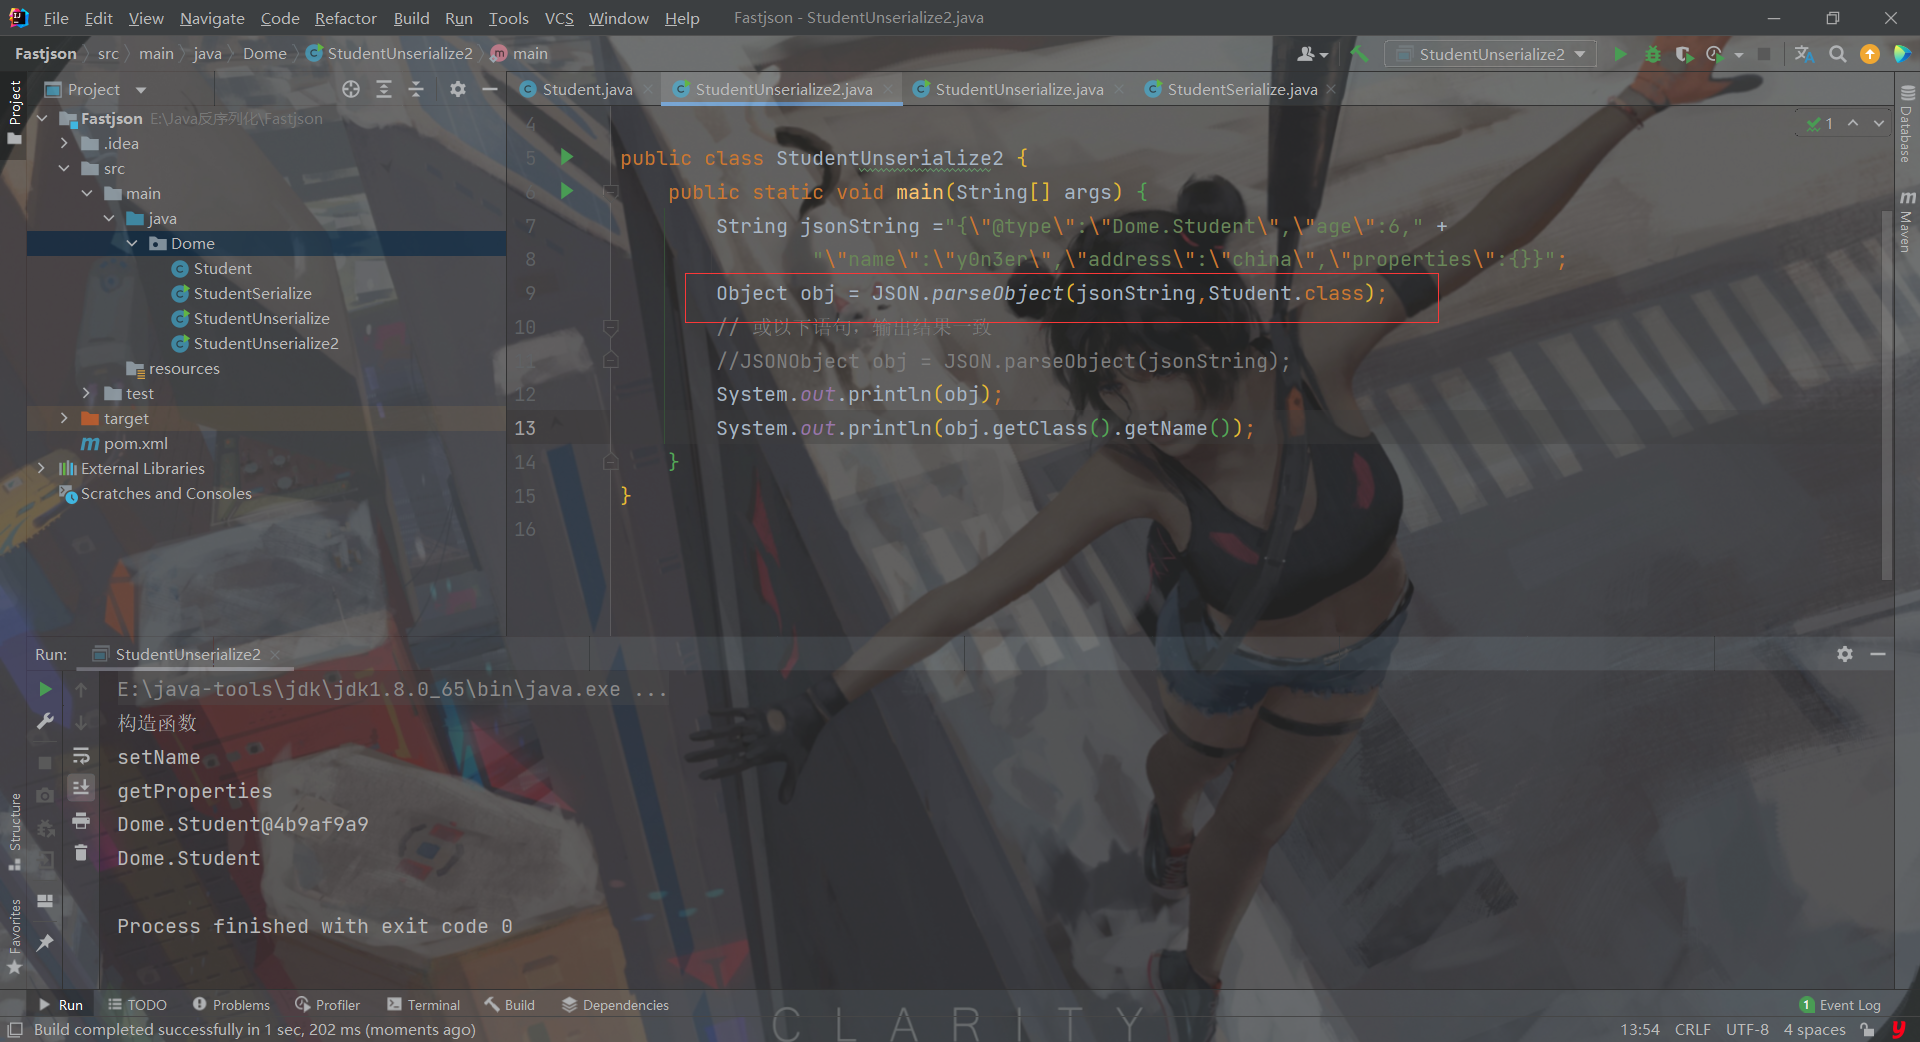 File Edit View Navigate Code Refactor Build Run Tools VCS Window Help Fastjson - StudentUnserialize2.java
Fastjson src main java Dome StudentUnserialize2 main StudentUnserialize2
Project Student.java StudentUnserialize2.java StudentUnserialize.java StudentSerialize.java
Project
Database
Maven
Structure
Favorites
Fastjson E:\Java反序列化\Fastjson
.idea
src
main
java
Dome
Student
StudentSerialize
StudentUnserialize
StudentUnserialize2
resources
test
target
pom.xml
External Libraries
Scratches and Consoles
1
4
5 public class StudentUnserialize2 {
6 public static void main(String[] args) {
7 String jsonString ="{\"@type\":\"Dome.Student\",\"age\":6," +
8 "\"name\":\"y0n3er\",\"address\":\"china\",\"properties\":{}}";
9 Object obj = JSON.parseObject(jsonString,Student.class);
10 // 或以下语句，输出结果一致
//JSONObject obj = JSON.parseObject(jsonString);
12 System.out.println(obj);
13 System.out.println(obj.getClass().getName());
14 }
15 }
16
Run: StudentUnserialize2
E:\java-tools\jdk\jdk1.8.0_65\bin\java.exe ...
构造函数
setName
getProperties
Dome.Student@4b9af9a9
Dome.Student
Process finished with exit code 0
Run TODO Problems Profiler Terminal Build Dependencies 1 Event Log
CLARITY
Build completed successfully in 1 sec, 202 ms (moments ago) 13:54 CRLF UTF-8 4 spaces